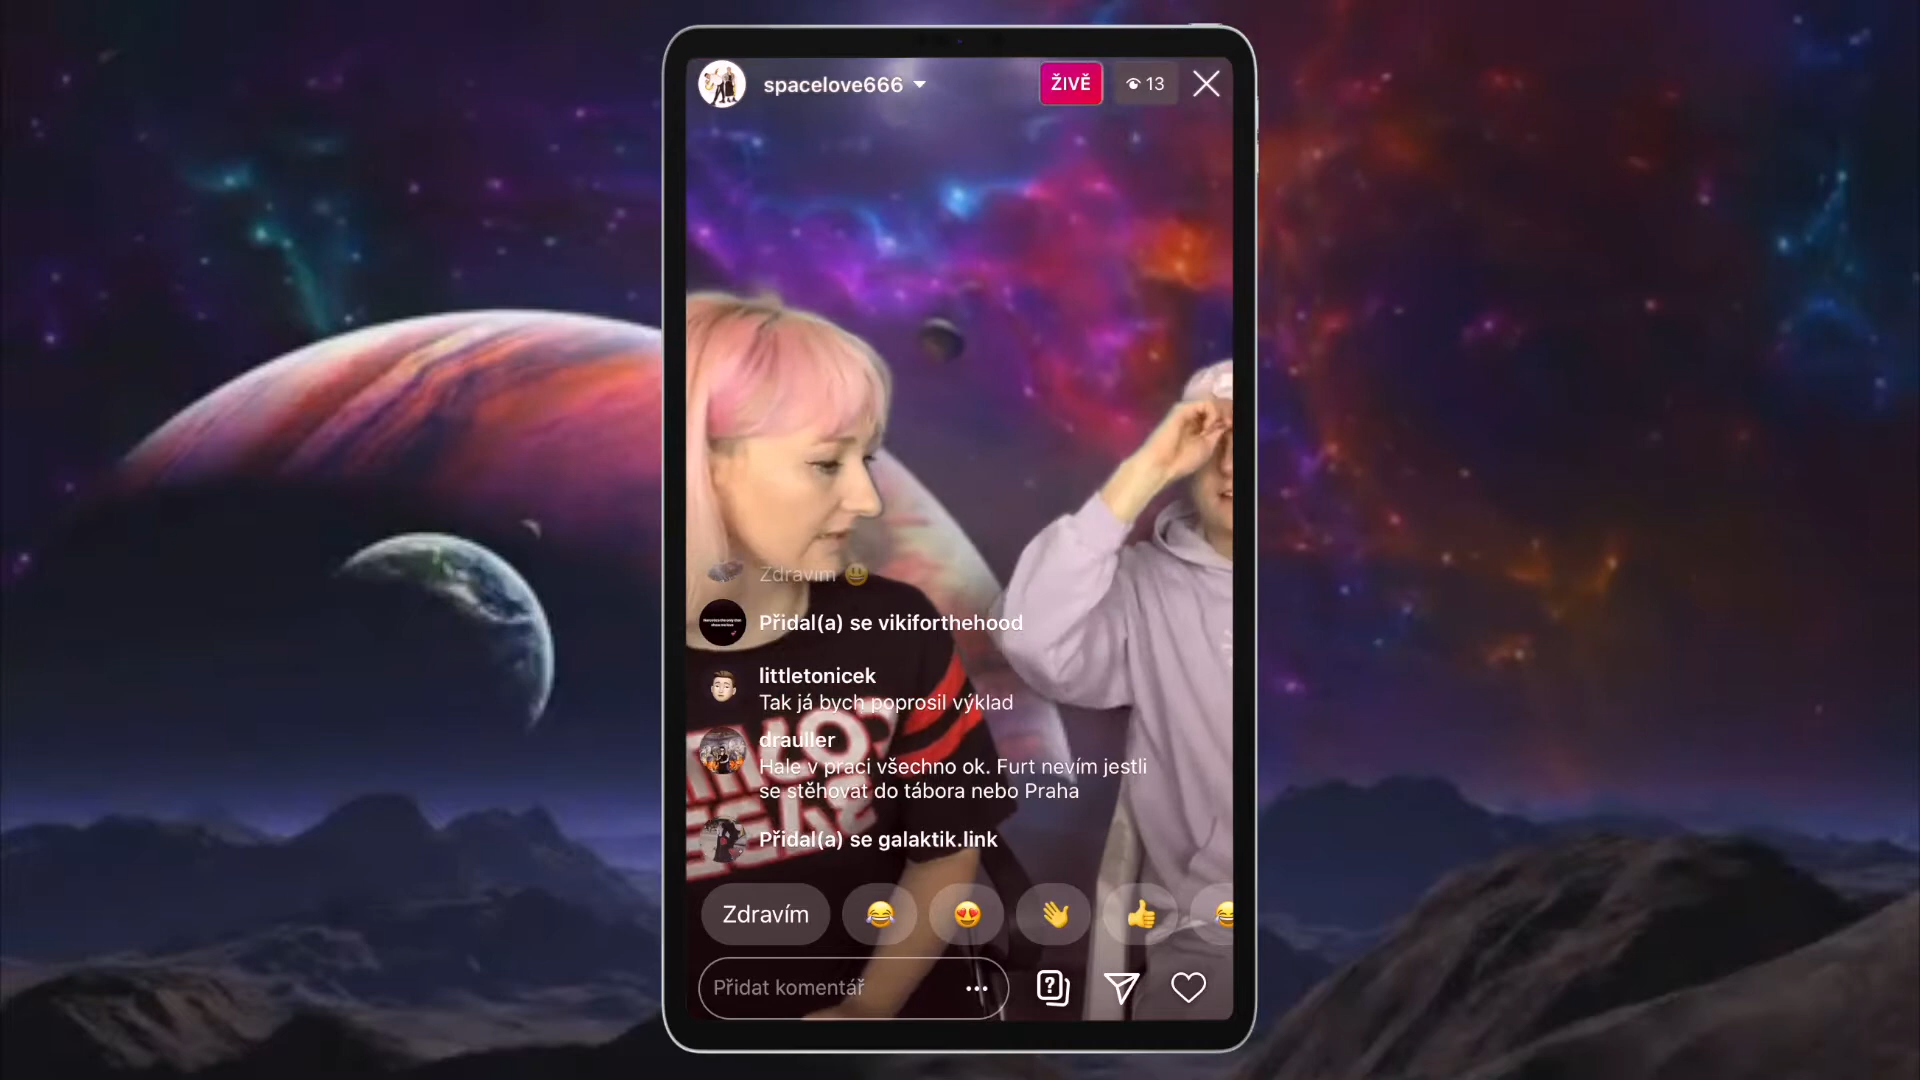 spacelove666
ŽIVĚ
13
Zdravím 😃
Přidal(a) se vikiforthehood
littletonicek
Tak já bych poprosil výklad
drauller
Hale v praci všechno ok. Furt nevím jestli
se stěhovat do tábora nebo Praha
Přidal(a) se galaktik.link
Zdravím 😂 😍 👋 👍 😂
Přidat komentář